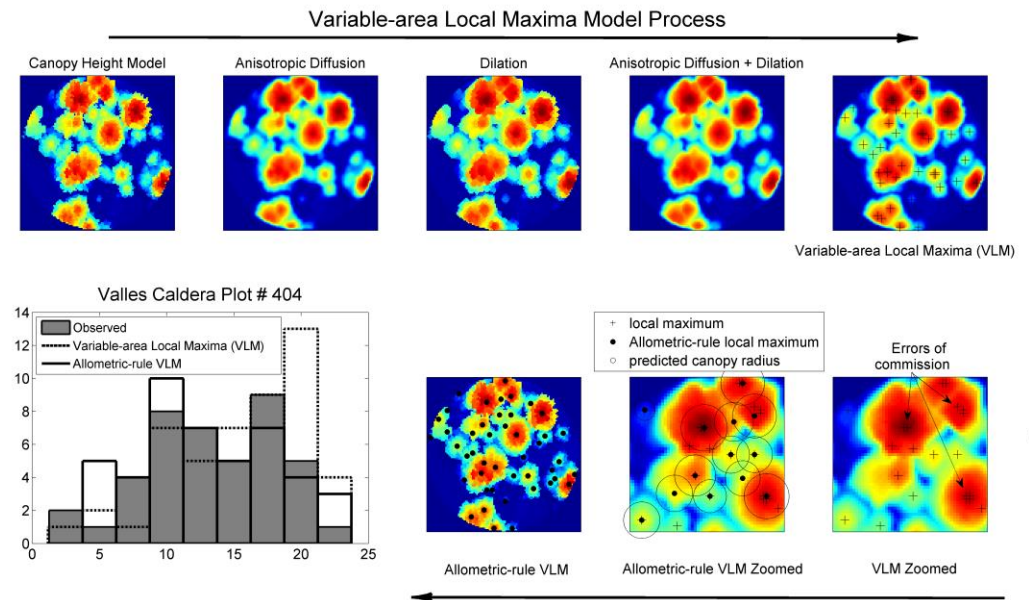 Variable-area Local Maxima Model Process
Canopy Height Model
Anisotropic Diffusion
Dilation
Anisotropic Diffusion + Dilation
Variable-area Local Maxima (VLM)
Valles Caldera Plot # 404
Observed
Variable-area Local Maxima (VLM)
Allometric-rule VLM
14
12
10
8
6
4
2
0
0 5 10 15 20 25
local maximum
Allometric-rule local maximum
predicted canopy radius
Errors of
commission
Allometric-rule VLM
Allometric-rule VLM Zoomed
VLM Zoomed